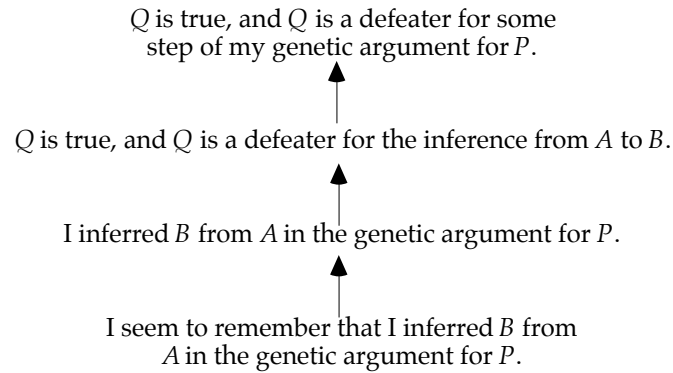 Q is true, and Q is a defeater for some
step of my genetic argument for P.
Q is true, and Q is a defeater for the inference from A to B.
I inferred B from A in the genetic argument for P.
I seem to remember that I inferred B from
A in the genetic argument for P.